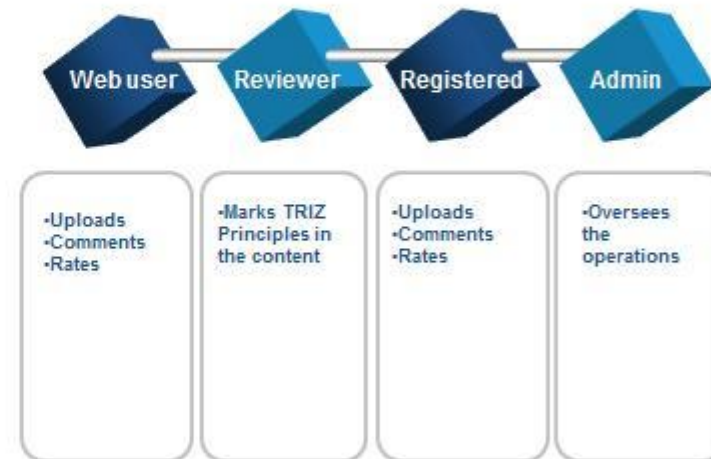 Web user
Reviewer
Registered
Admin
•Uploads
•Comments
•Rates
•Marks TRIZ
Principles in
the content
•Uploads
•Comments
•Rates
•Oversees
the
operations